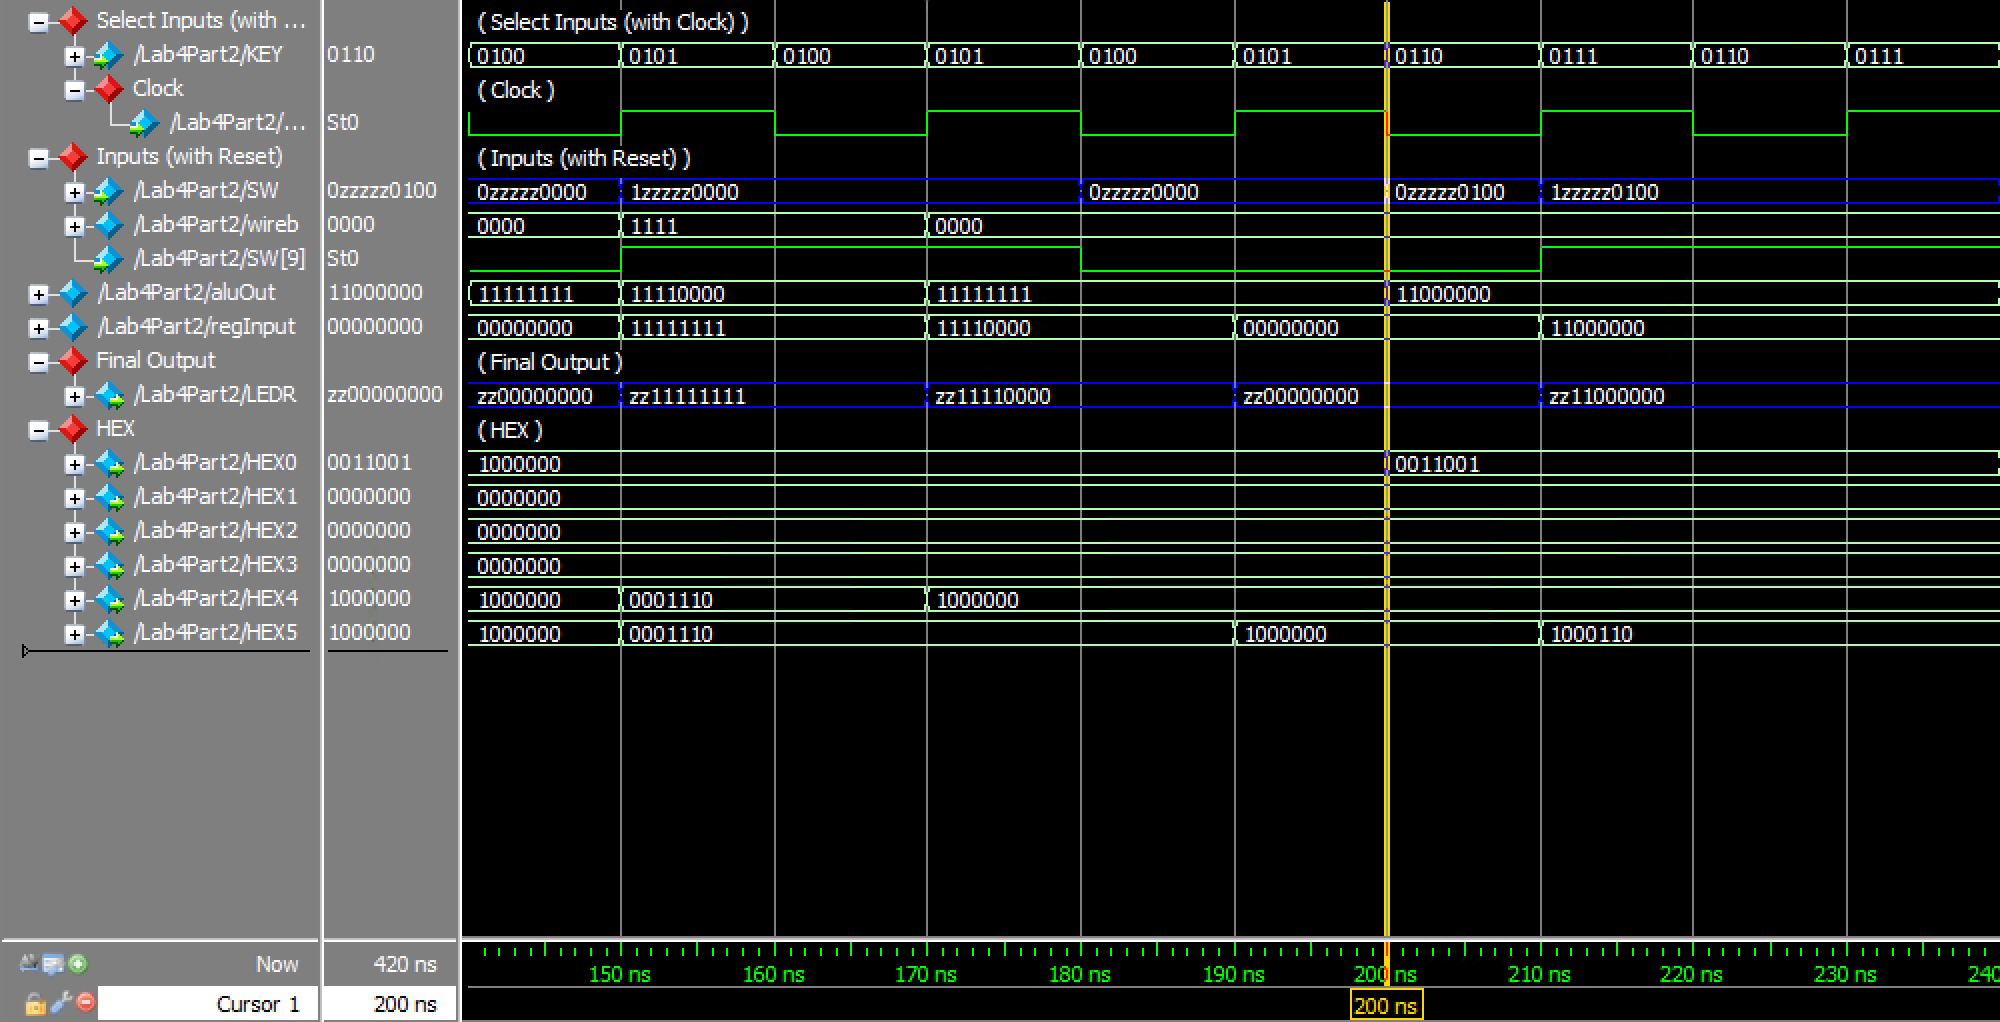 Select Inputs (with ... ( Select Inputs (with Clock) )
/Lab4Part2/KEY 0110 0100 0101 0100 0101 0100 0101 0110 0111 0110 0111
Clock ( Clock )
/Lab4Part2/... St0
Inputs (with Reset) ( Inputs (with Reset) )
/Lab4Part2/SW 0zzzzz0100 0zzzzz0000 1zzzzz0000 0zzzzz0000 0zzzzz0100 1zzzzz0100
/Lab4Part2/wireb 0000 0000 1111 0000
/Lab4Part2/SW[9] St0
/Lab4Part2/aluOut 11000000 11111111 11110000 11111111 11000000
/Lab4Part2/regInput 00000000 00000000 11111111 11110000 00000000 11000000
Final Output ( Final Output )
/Lab4Part2/LEDR zz00000000 zz00000000 zz11111111 zz11110000 zz00000000 zz11000000
HEX ( HEX )
/Lab4Part2/HEX0 0011001 1000000 0011001
/Lab4Part2/HEX1 0000000 0000000
/Lab4Part2/HEX2 0000000 0000000
/Lab4Part2/HEX3 0000000 0000000
/Lab4Part2/HEX4 1000000 1000000 0001110 1000000
/Lab4Part2/HEX5 1000000 1000000 0001110 1000000 1000110
Now 420 ns 150 ns 160 ns 170 ns 180 ns 190 ns 200 ns 210 ns 220 ns 230 ns 240
Cursor 1 200 ns 200 ns